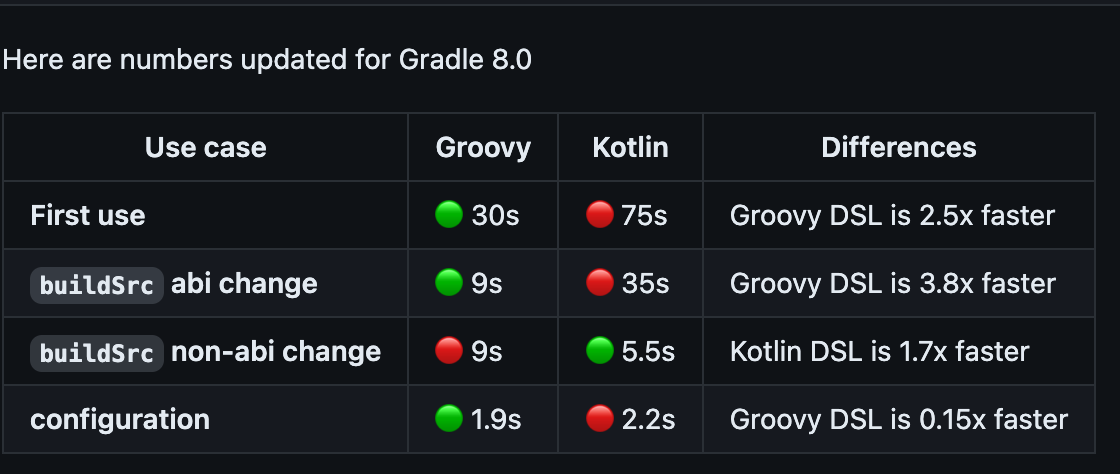 Here are numbers updated for Gradle 8.0
Use case Groovy Kotlin Differences
First use 30s 75s Groovy DSL is 2.5x faster
buildSrc abi change 9s 35s Groovy DSL is 3.8x faster
buildSrc non-abi change 9s 5.5s Kotlin DSL is 1.7x faster
configuration 1.9s 2.2s Groovy DSL is 0.15x faster